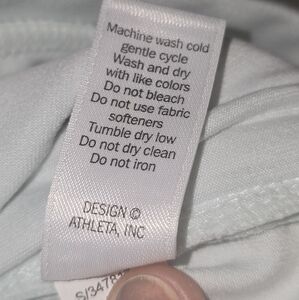 Machine wash cold
gentle cycle
Wash and dry
with like colors
Do not bleach
Do not use fabric
softeners
Tumble dry low
Do not dry clean
Do not iron
DESIGN ©
ATHLETA, INC